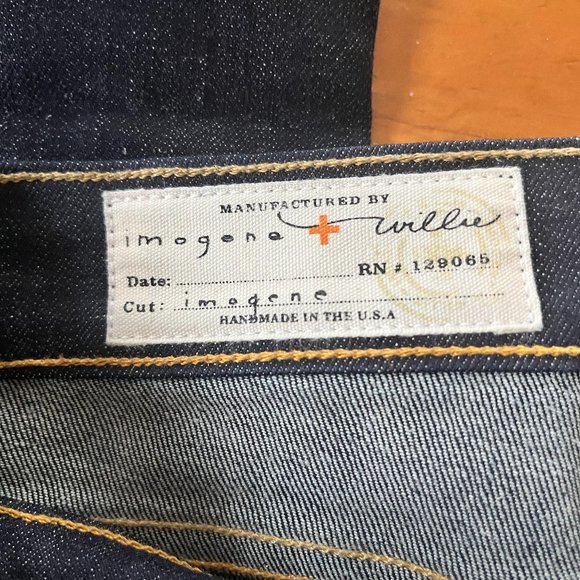 MANUFACTURED BY
imogene + willie
Date: RN # 129065
Cut: imogene
HANDMADE IN THE U.S.A